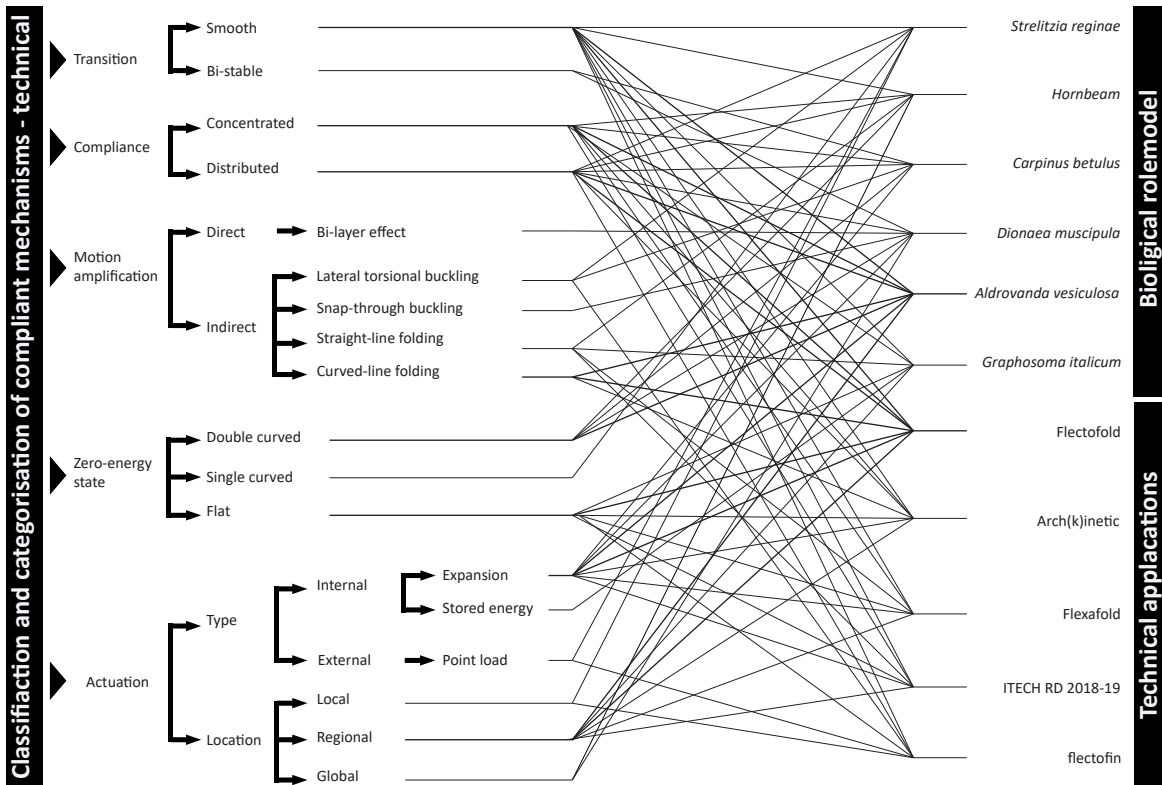 Classifiaction and categorisation of compliant mechanisms - technical
Transition
Smooth
Bi-stable
Compliance
Concentrated
Distributed
Motion
amplification
Direct
Bi-layer effect
Indirect
Lateral torsional buckling
Snap-through buckling
Straight-line folding
Curved-line folding
Zero-energy
state
Double curved
Single curved
Flat
Actuation
Type
Internal
Expansion
Stored energy
External
Point load
Location
Local
Regional
Global
Strelitzia reginae
Hornbeam
Carpinus betulus
Dionaea muscipula
Aldrovanda vesiculosa
Graphosoma italicum
Flectofold
Arch(k)inetic
Flexafold
ITECH RD 2018-19
flectofin
Bioligical rolemodel
Technical applacations